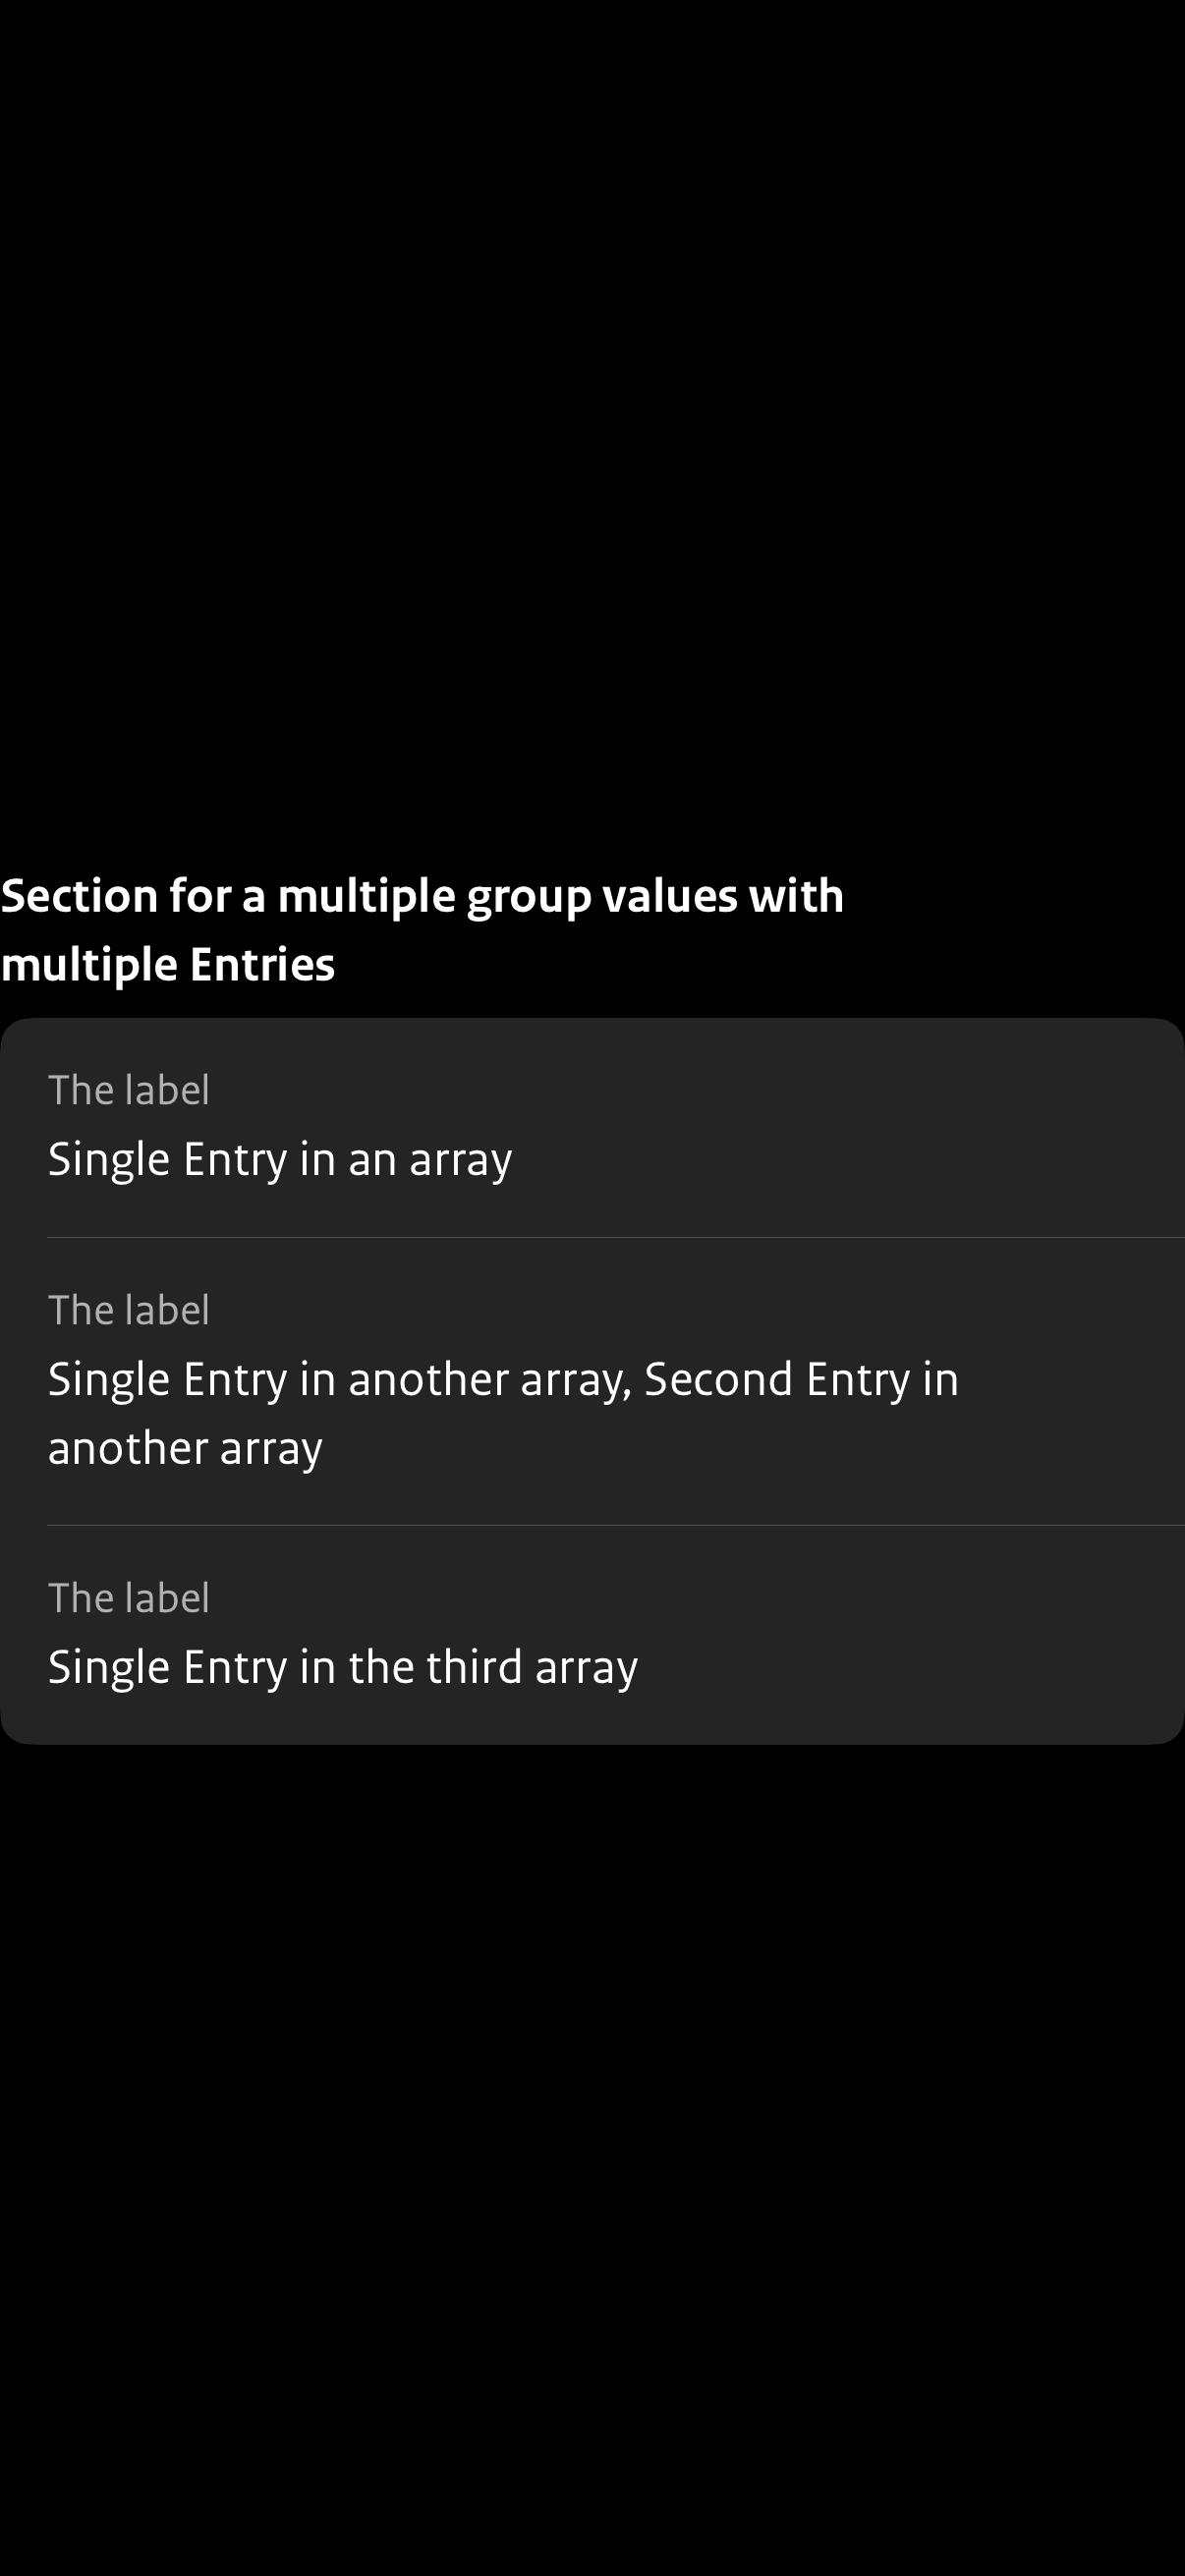 Section for a multiple group values with
multiple Entries
The label
Single Entry in an array
The label
Single Entry in another array, Second Entry in
another array
The label
Single Entry in the third array